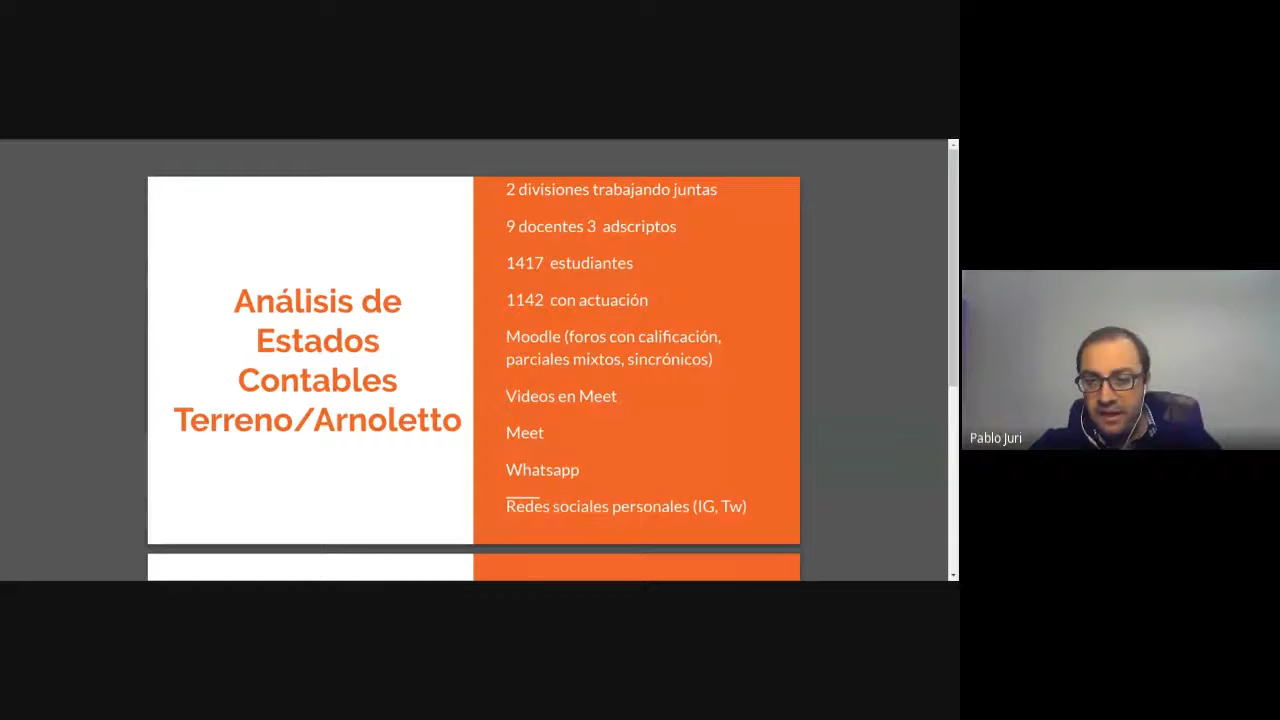 Análisis de
Estados
Contables
Terreno/Arnoletto
2 divisiones trabajando juntas
9 docentes 3  adscriptos
1417  estudiantes
1142  con actuación
Moodle (foros con calificación,
parciales mixtos, sincrónicos)
Videos en Meet
Meet
Whatsapp
Redes sociales personales (IG, Tw)
Pablo Juri